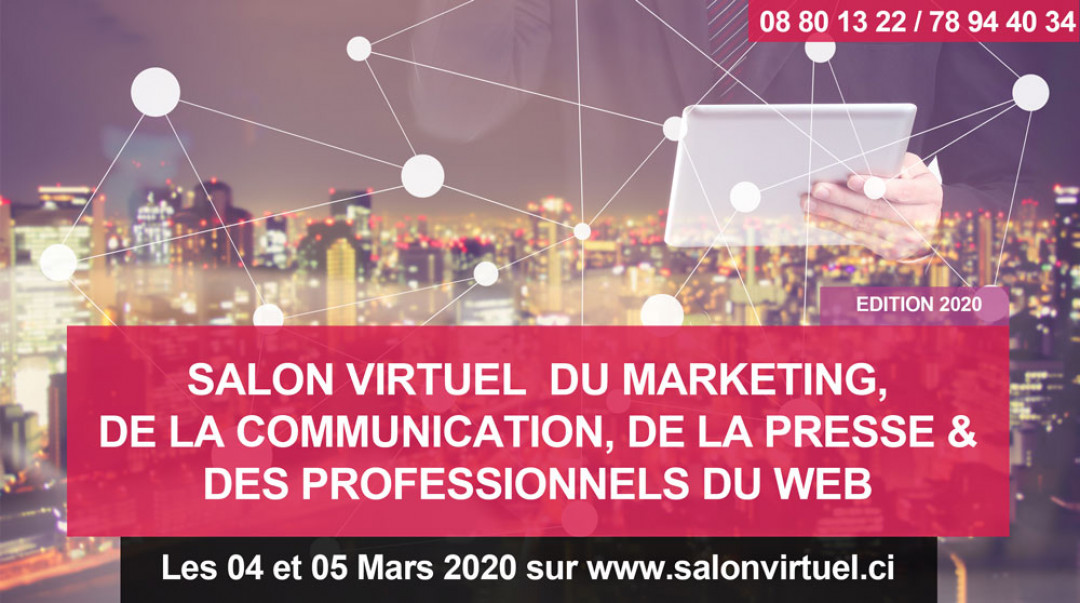 08 80 13 22 / 78 94 40 34
EDITION 2020
SALON VIRTUEL DU MARKETING,
DE LA COMMUNICATION, DE LA PRESSE &
DES PROFESSIONNELS DU WEB
Les 04 et 05 Mars 2020 sur www.salonvirtuel.ci